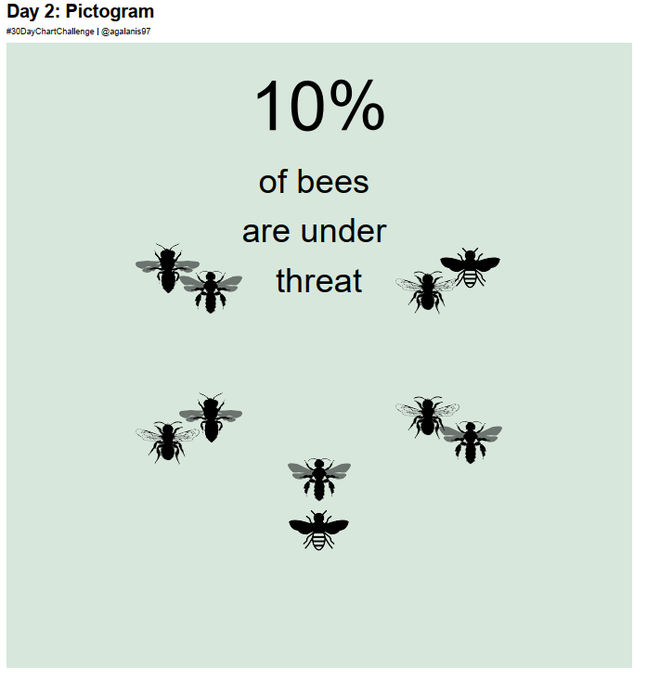 Day 2: Pictogram
#30DayChartChallenge | @agalanis97
10%
of bees
are under
threat